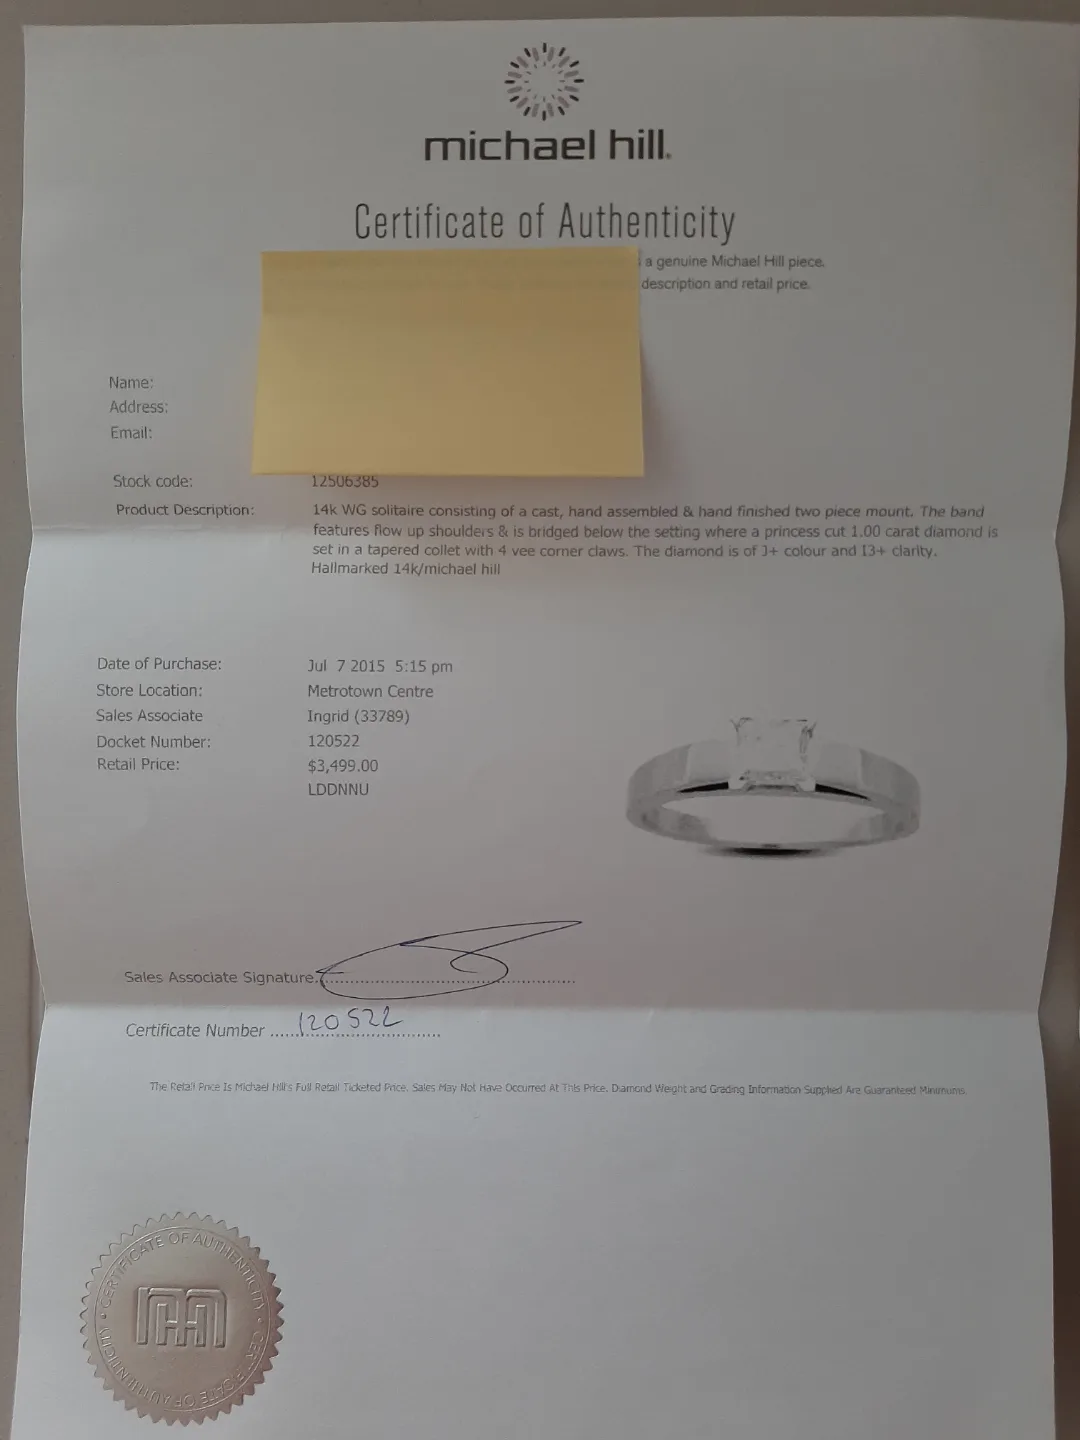 michael hill.
Certificate of Authenticity
a genuine Michael Hill piece.
description and retail price.
Name:
Address:
Email:
Stock code: 12506385
Product Description: 14k WG solitaire consisting of a cast, hand assembled & hand finished two piece mount. The band
features flow up shoulders & is bridged below the setting where a princess cut 1.00 carat diamond is
set in a tapered collet with 4 vee corner claws. The diamond is of J+ colour and I3+ clarity.
Hallmarked 14k/michael hill
Date of Purchase: Jul 7 2015 5:15 pm
Store Location: Metrotown Centre
Sales Associate Ingrid (33789)
Docket Number: 120522
Retail Price: $3,499.00
LDDNNU
Sales Associate Signature
Certificate Number 120522
The Retail Price Is Michael Hill's Full Retail Ticketed Price. Sales May Not Have Occurred At This Price. Diamond Weight and Grading Information Supplied Are Guaranteed Minimums.
CERTIFICATE OF AUTHENTICITY • CERTIFICATE OF AUTHENTICITY •